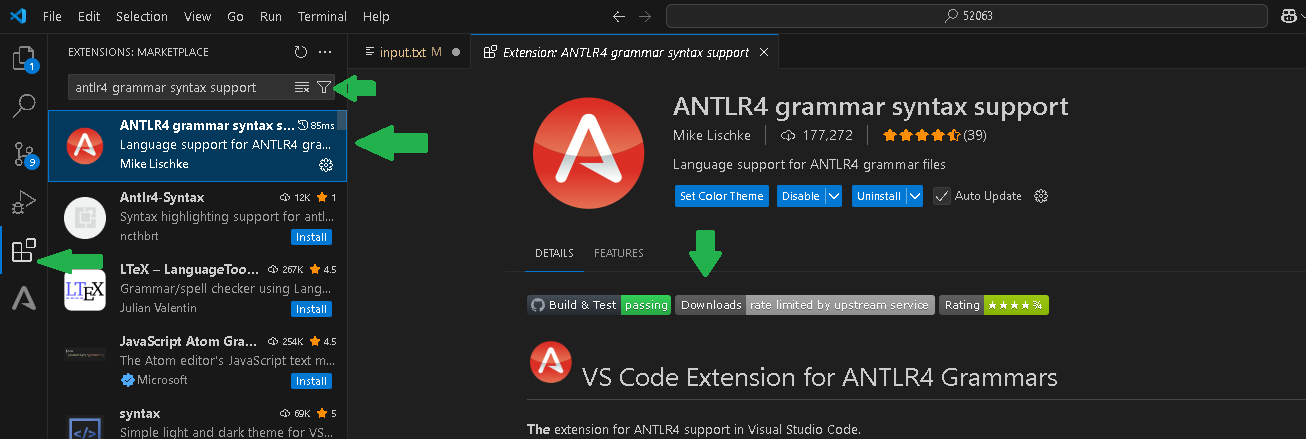 File Edit Selection View Go Run Terminal Help
52063
EXTENSIONS: MARKETPLACE
antlr4 grammar syntax support
ANTLR4 grammar syntax s... 85ms
Language support for ANTLR4 gra...
Mike Lischke
Antlr4-Syntax 12K 1
Syntax highlighting support for antl...
ncthbrt Install
LTeX – LanguageToo... 267K 4.5
Grammar/spell checker using Lang...
Julian Valentin Install
JavaScript Atom Gra... 254K 4.5
The Atom editor's JavaScript text m...
Microsoft Install
syntax 69K 5
Simple light and dark theme for VS...
1
9
input.txt M
Extension: ANTLR4 grammar syntax support
ANTLR4 grammar syntax support
Mike Lischke 177,272 (39)
Language support for ANTLR4 grammar files
Set Color Theme Disable Uninstall Auto Update
DETAILS FEATURES
Build & Test passing Downloads rate limited by upstream service Rating ★★★★¾
VS Code Extension for ANTLR4 Grammars
The extension for ANTLR4 support in Visual Studio Code.